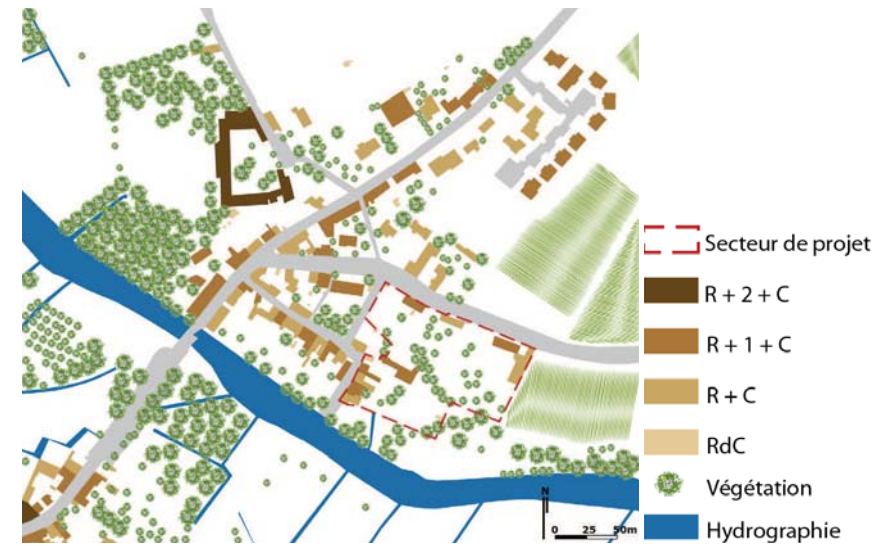 Secteur de projet
R + 2 + C
R + 1 + C
R + C
RdC
Végétation
Hydrographie
N
0 25 50m